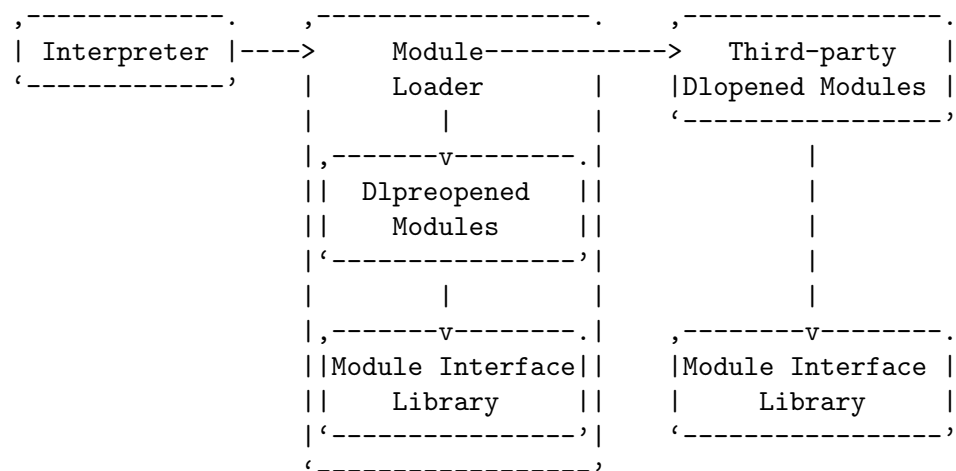 Interpreter
Module
Loader
Third-party
Dlopened Modules
Dlpreopened
Modules
Module Interface
Library
Module Interface
Library